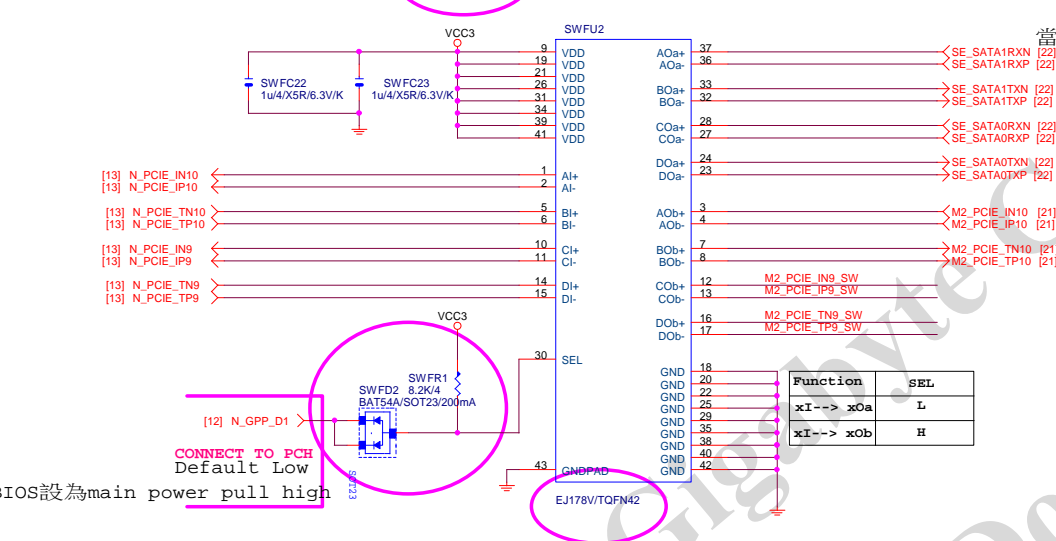 SWFU2
當
VCC3
SWFC22
1u/4/X5R/6.3V/K
SWFC23
1u/4/X5R/6.3V/K
9 VDD
19 VDD
21 VDD
26 VDD
31 VDD
34 VDD
39 VDD
41 VDD
AOa+ 37 SE_SATA1RXN [22]
AOa- 36 SE_SATA1RXP [22]
BOa+ 33 SE_SATA1TXN [22]
BOa- 32 SE_SATA1TXP [22]
COa+ 28 SE_SATA0RXN [22]
COa- 27 SE_SATA0RXP [22]
DOa+ 24 SE_SATA0TXN [22]
DOa- 23 SE_SATA0TXP [22]
[13] N_PCIE_IN10 1 AI+
[13] N_PCIE_IP10 2 AI-
[13] N_PCIE_TN10 5 BI+
[13] N_PCIE_TP10 6 BI-
[13] N_PCIE_IN9 10 CI+
[13] N_PCIE_IP9 11 CI-
[13] N_PCIE_TN9 14 DI+
[13] N_PCIE_TP9 15 DI-
AOb+ 3 M2_PCIE_IN10 [21]
AOb- 4 M2_PCIE_IP10 [21]
BOb+ 7 M2_PCIE_TN10 [21]
BOb- 8 M2_PCIE_TP10 [21]
COb+ 12 M2_PCIE_IN9_SW
COb- 13 M2_PCIE_IP9_SW
DOb+ 16 M2_PCIE_TN9_SW
DOb- 17 M2_PCIE_TP9_SW
VCC3
30 SEL
SWFR1
8.2K/4
SWFD2
BAT54A/SOT23/200mA
SOT23
[12] N_GPP_D1
CONNECT TO PCH
Default Low
BIOS設為main power pull high
GND 18
GND 20
GND 22
GND 25
GND 29
GND 35
GND 38
GND 40
GND 42
43 GNDPAD
EJ178V/TQFN42
Function SEL
xI--> xOa L
xI--> xOb H
Gigabyte C
Do